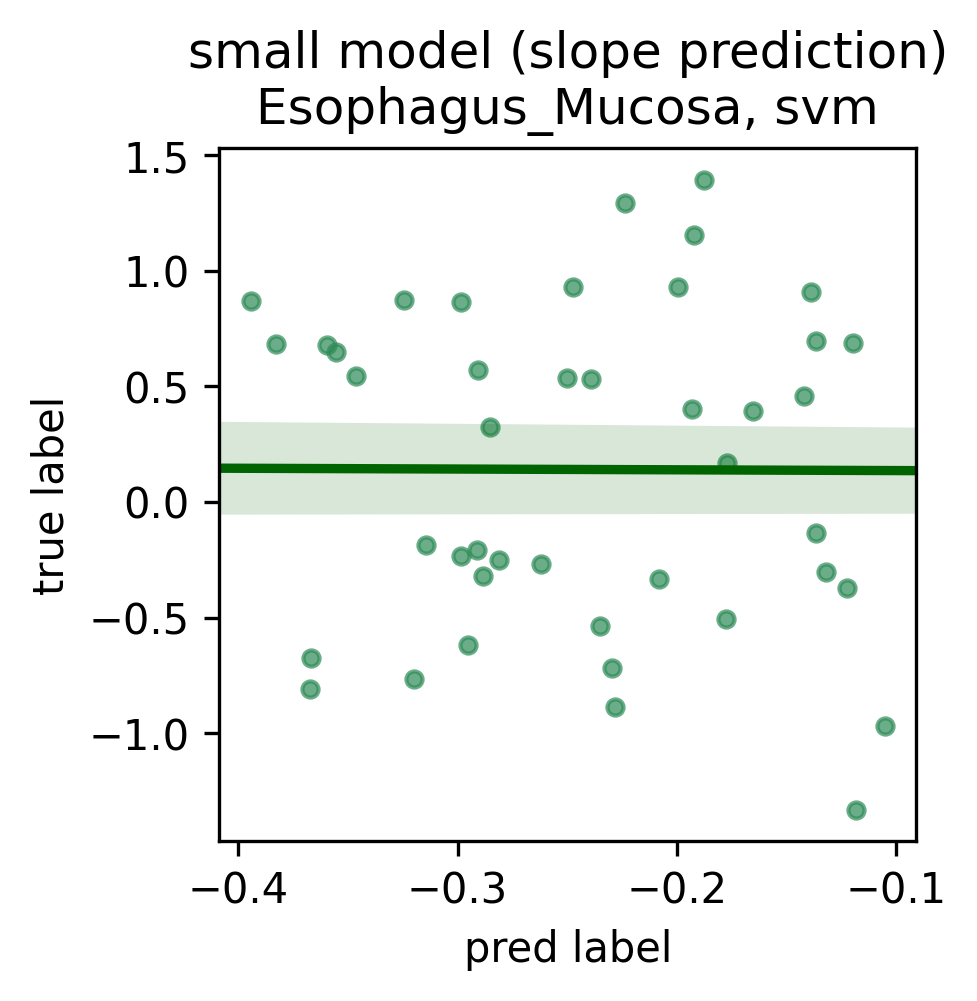 small model (slope prediction)
Esophagus_Mucosa, svm
1.5
1.0
0.5
0.0
−0.5
−1.0
true label
−0.4
−0.3
−0.2
−0.1
pred label